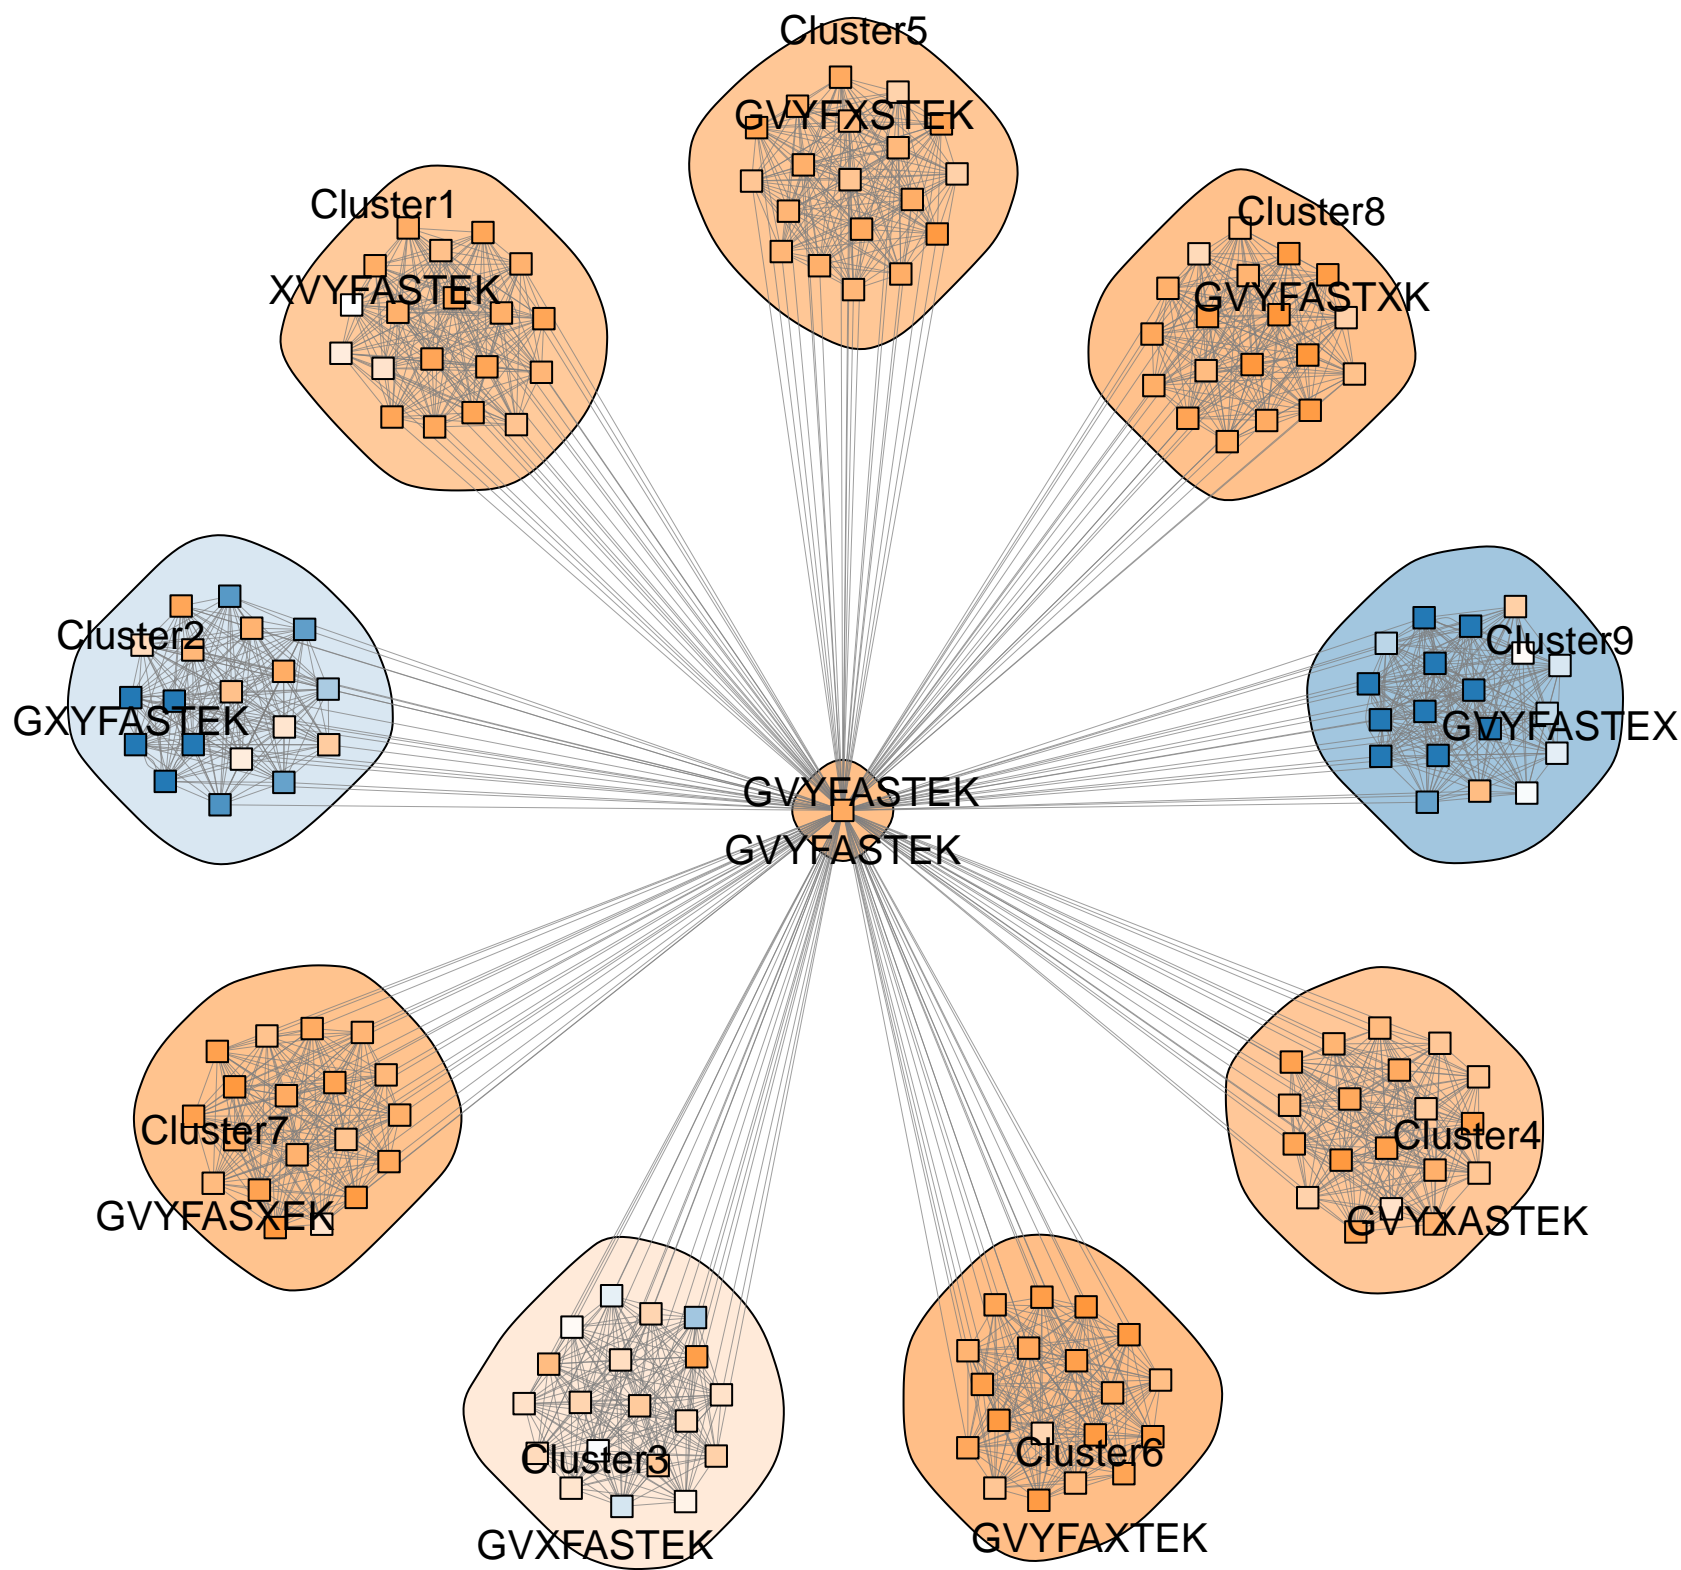 Cluster5
GVYFXSTEK
Cluster1
XVYFASTEK
Cluster8
GVYFASTXK
Cluster2
GXYFASTEK
Cluster9
GVYFASTEX
GVYFASTEK
GVYFASTEK
Cluster7
GVYFASXEK
Cluster4
GVYXASTEK
Cluster3
GVXFASTEK
Cluster6
GVYFAXTEK